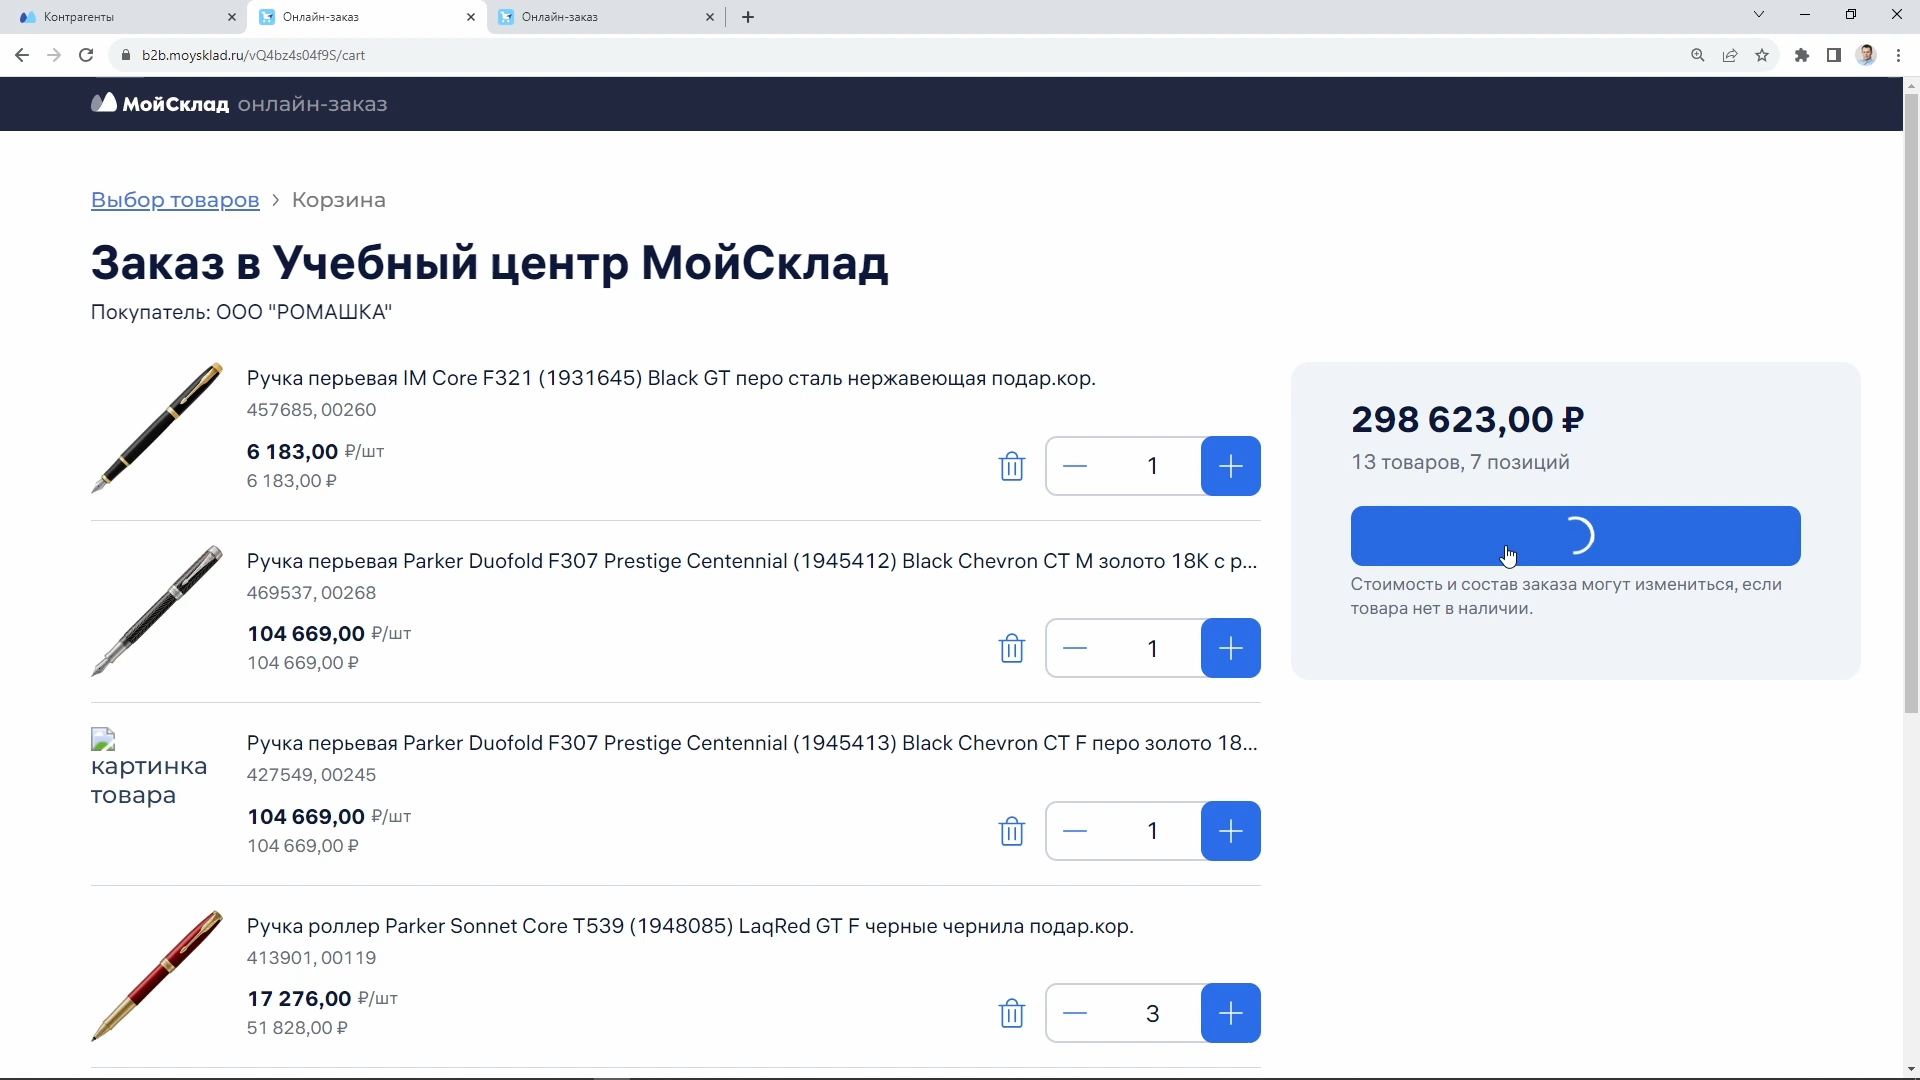 Контрагенты
Онлайн-заказ
Онлайн-заказ
b2b.moysklad.ru/vQ4bz4s04f9S/cart
МойСклад онлайн-заказ
Выбор товаров > Корзина
Заказ в Учебный центр МойСклад
Покупатель: ООО "РОМАШКА"
Ручка перьевая IM Core F321 (1931645) Black GT перо сталь нержавеющая подар.кор.
457685, 00260
6 183,00 ₽/шт
6 183,00 ₽
1
Ручка перьевая Parker Duofold F307 Prestige Centennial (1945412) Black Chevron CT M золото 18K с р...
469537, 00268
104 669,00 ₽/шт
104 669,00 ₽
1
картинка
товара
Ручка перьевая Parker Duofold F307 Prestige Centennial (1945413) Black Chevron CT F перо золото 18...
427549, 00245
104 669,00 ₽/шт
104 669,00 ₽
1
Ручка роллер Parker Sonnet Core T539 (1948085) LaqRed GT F черные чернила подар.кор.
413901, 00119
17 276,00 ₽/шт
51 828,00 ₽
3
298 623,00 ₽
13 товаров, 7 позиций
Стоимость и состав заказа могут измениться, если
товара нет в наличии.